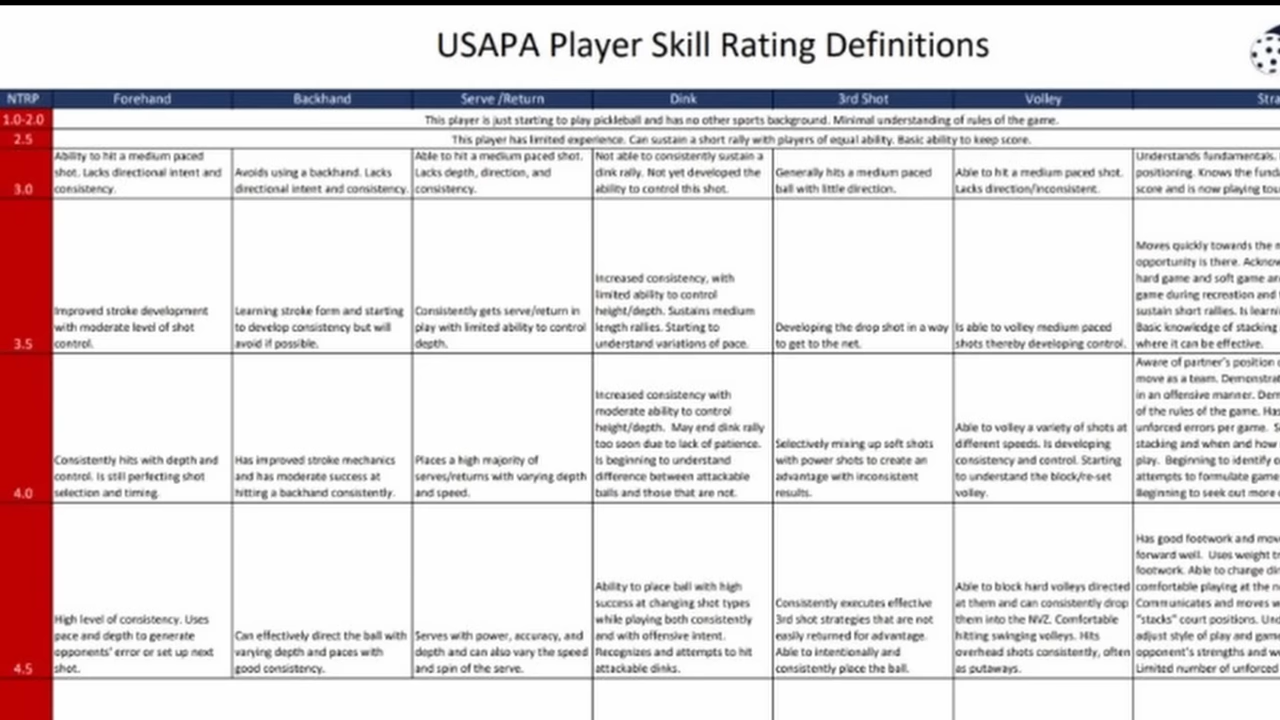 USAPA Player Skill Rating Definitions
NTRP Forehand Backhand Serve /Return Dink 3rd Shot Volley
1.0-2.0 This player is just starting to play pickleball and has no other sports background. Minimal understanding of rules of the game.
2.5 This player has limited experience. Can sustain a short rally with players of equal ability. Basic ability to keep score.
3.0
Ability to hit a medium paced
shot. Lacks directional intent and
consistency.
Avoids using a backhand. Lacks
directional intent and consistency.
Able to hit a medium paced shot.
Lacks depth, direction, and
consistency.
Not able to consistently sustain a
dink rally. Not yet developed the
ability to control this shot.
Generally hits a medium paced
ball with little direction.
Able to hit a medium paced shot.
Lacks direction/inconsistent.
Understands fundamentals.
positioning. Knows the
score and is now playing
3.5
Improved stroke development
with moderate level of shot
control.
Learning stroke form and starting
to develop consistency but will
avoid if possible.
Consistently gets serve/return in
play with limited ability to control
depth.
Increased consistency, with
limited ability to control
height/depth. Sustains medium
length rallies. Starting to
understand variations of pace.
Developing the drop shot in a way
to get to the net.
Is able to volley medium paced
shots thereby developing control.
Moves quickly towards the
opportunity is there.
hard game and soft game
game during recreation and
sustain short rallies. Is
Basic knowledge of stacking
where it can be effective.
4.0
Consistently hits with depth and
control. Is still perfecting shot
selection and timing.
Has improved stroke mechanics
and has moderate success at
hitting a backhand consistently.
Places a high majority of
serves/returns with varying depth
and speed.
Increased consistency with
moderate ability to control
height/depth. May end dink rally
too soon due to lack of patience.
Is beginning to understand
difference between attackable
balls and those that are not.
Selectively mixing up soft shots
with power shots to create an
advantage with inconsistent
results.
Able to volley a variety of shots at
different speeds. Is developing
consistency and control. Starting
to understand the block/re-set
volley.
Aware of partner's position
move as a team.
in an offensive manner.
of the rules of the game.
unforced errors per game.
stacking and when and how
play. Beginning to identify
attempts to formulate game
Beginning to seek out more
4.5
High level of consistency. Uses
pace and depth to generate
opponents' error or set up next
shot.
Can effectively direct the ball with
varying depth and paces with
good consistency.
Serves with power, accuracy, and
depth and can also vary the speed
and spin of the serve.
Ability to place ball with high
success at changing shot types
while playing both consistently
and with offensive intent.
Recognizes and attempts to hit
attackable dinks.
Consistently executes effective
3rd shot strategies that are not
easily returned for advantage.
Able to intentionally and
consistently place the ball.
Able to block hard volleys directed
at them and can consistently drop
them into the NVZ. Comfortable
hitting swinging volleys. Hits
overhead shots consistently, often
as putaways.
Has good footwork and
forward well. Uses weight
footwork. Able to change
comfortable playing at the
Communicates and moves
"stacks" court positions.
adjust style of play and
opponent's strengths and
Limited number of unforced